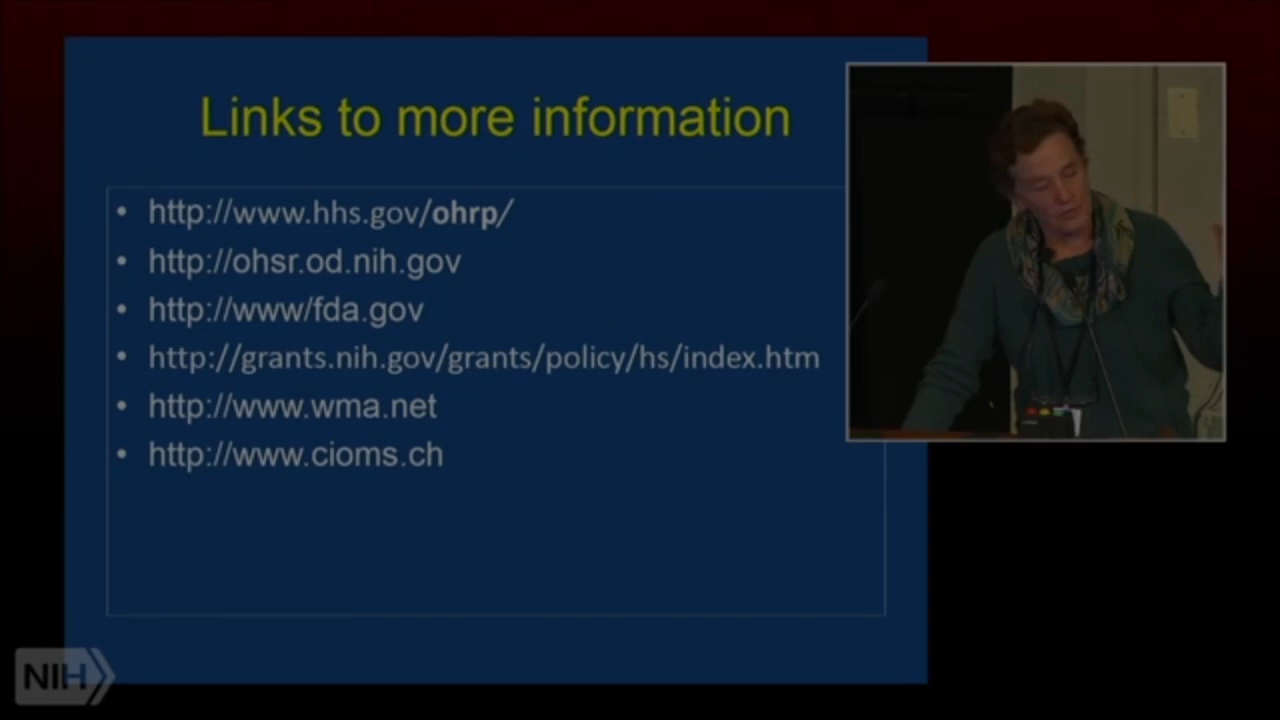 Links to more information
• http://www.hhs.gov/ohrp/
• http://ohsr.od.nih.gov
• http://www/fda.gov
• http://grants.nih.gov/grants/policy/hs/index.htm
• http://www.wma.net
• http://www.cioms.ch
NIH